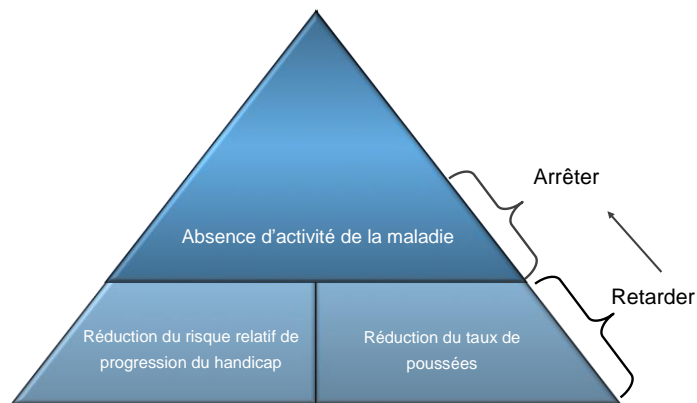 Arrêter
Absence d'activité de la maladie
Retarder
Réduction du risque relatif de
progression du handicap
Réduction du taux de
poussées